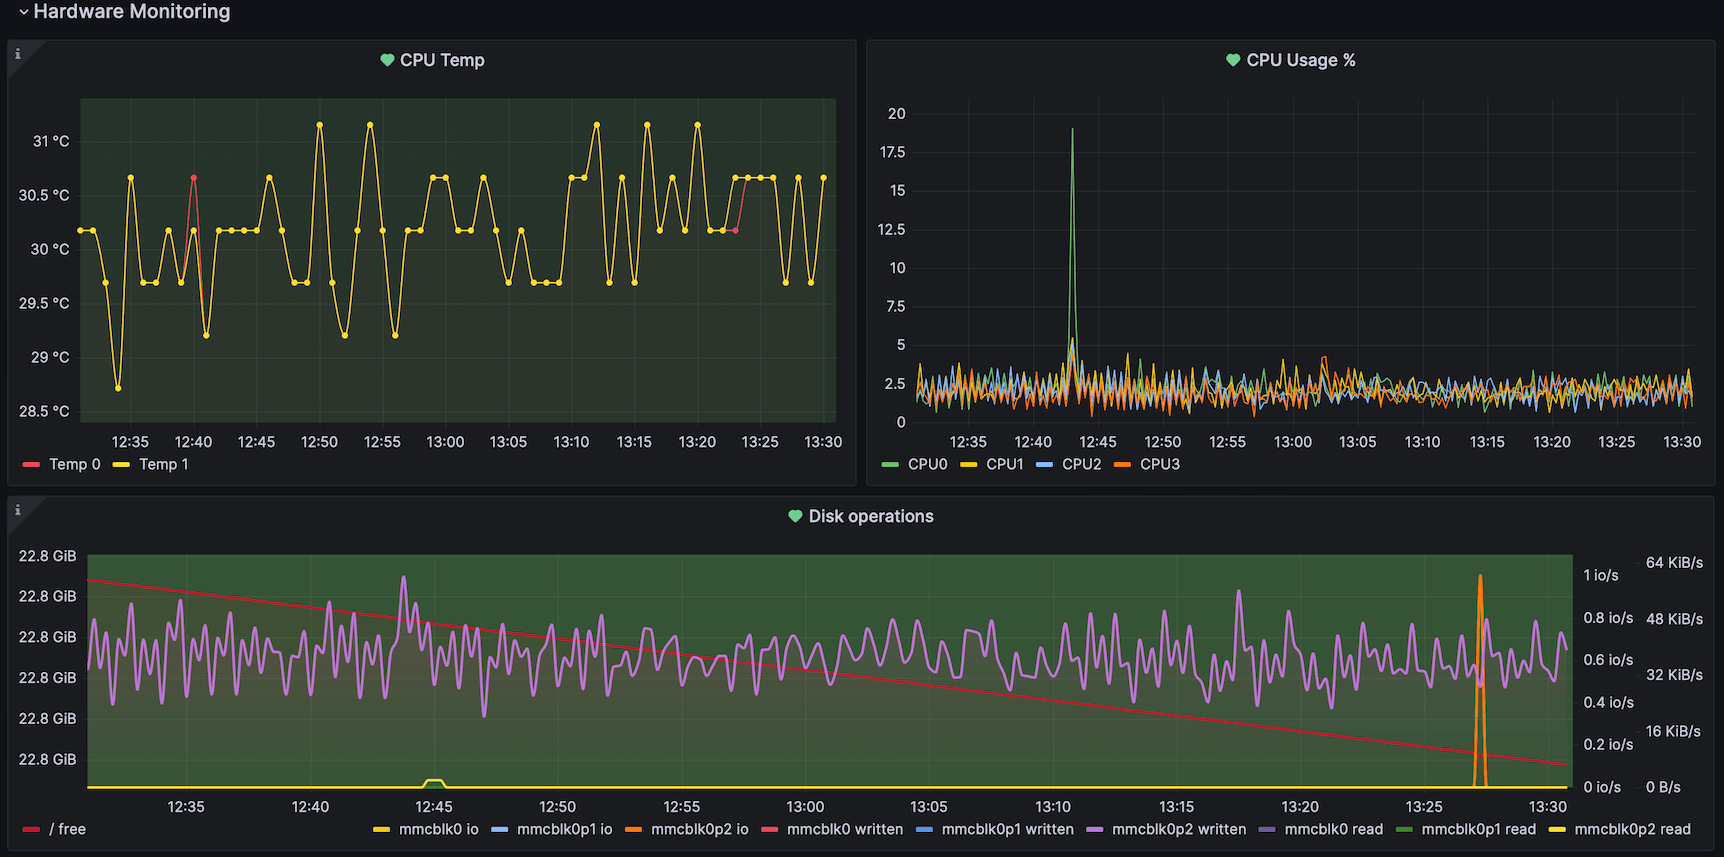 Hardware Monitoring
i
CPU Temp
31 °C
30.5 °C
30 °C
29.5 °C
29 °C
28.5 °C
12:35 12:40 12:45 12:50 12:55 13:00 13:05 13:10 13:15 13:20 13:25 13:30
Temp 0 Temp 1
CPU Usage %
20
17.5
15
12.5
10
7.5
5
2.5
0
12:35 12:40 12:45 12:50 12:55 13:00 13:05 13:10 13:15 13:20 13:25 13:30
CPU0 CPU1 CPU2 CPU3
i
Disk operations
22.8 GiB
22.8 GiB
22.8 GiB
22.8 GiB
22.8 GiB
22.8 GiB
1 io/s
0.8 io/s
0.6 io/s
0.4 io/s
0.2 io/s
0 io/s
64 KiB/s
48 KiB/s
32 KiB/s
16 KiB/s
0 B/s
12:35 12:40 12:45 12:50 12:55 13:00 13:05 13:10 13:15 13:20 13:25 13:30
/ free mmcblk0 io mmcblk0p1 io mmcblk0p2 io mmcblk0 written mmcblk0p1 written mmcblk0p2 written mmcblk0 read mmcblk0p1 read mmcblk0p2 read